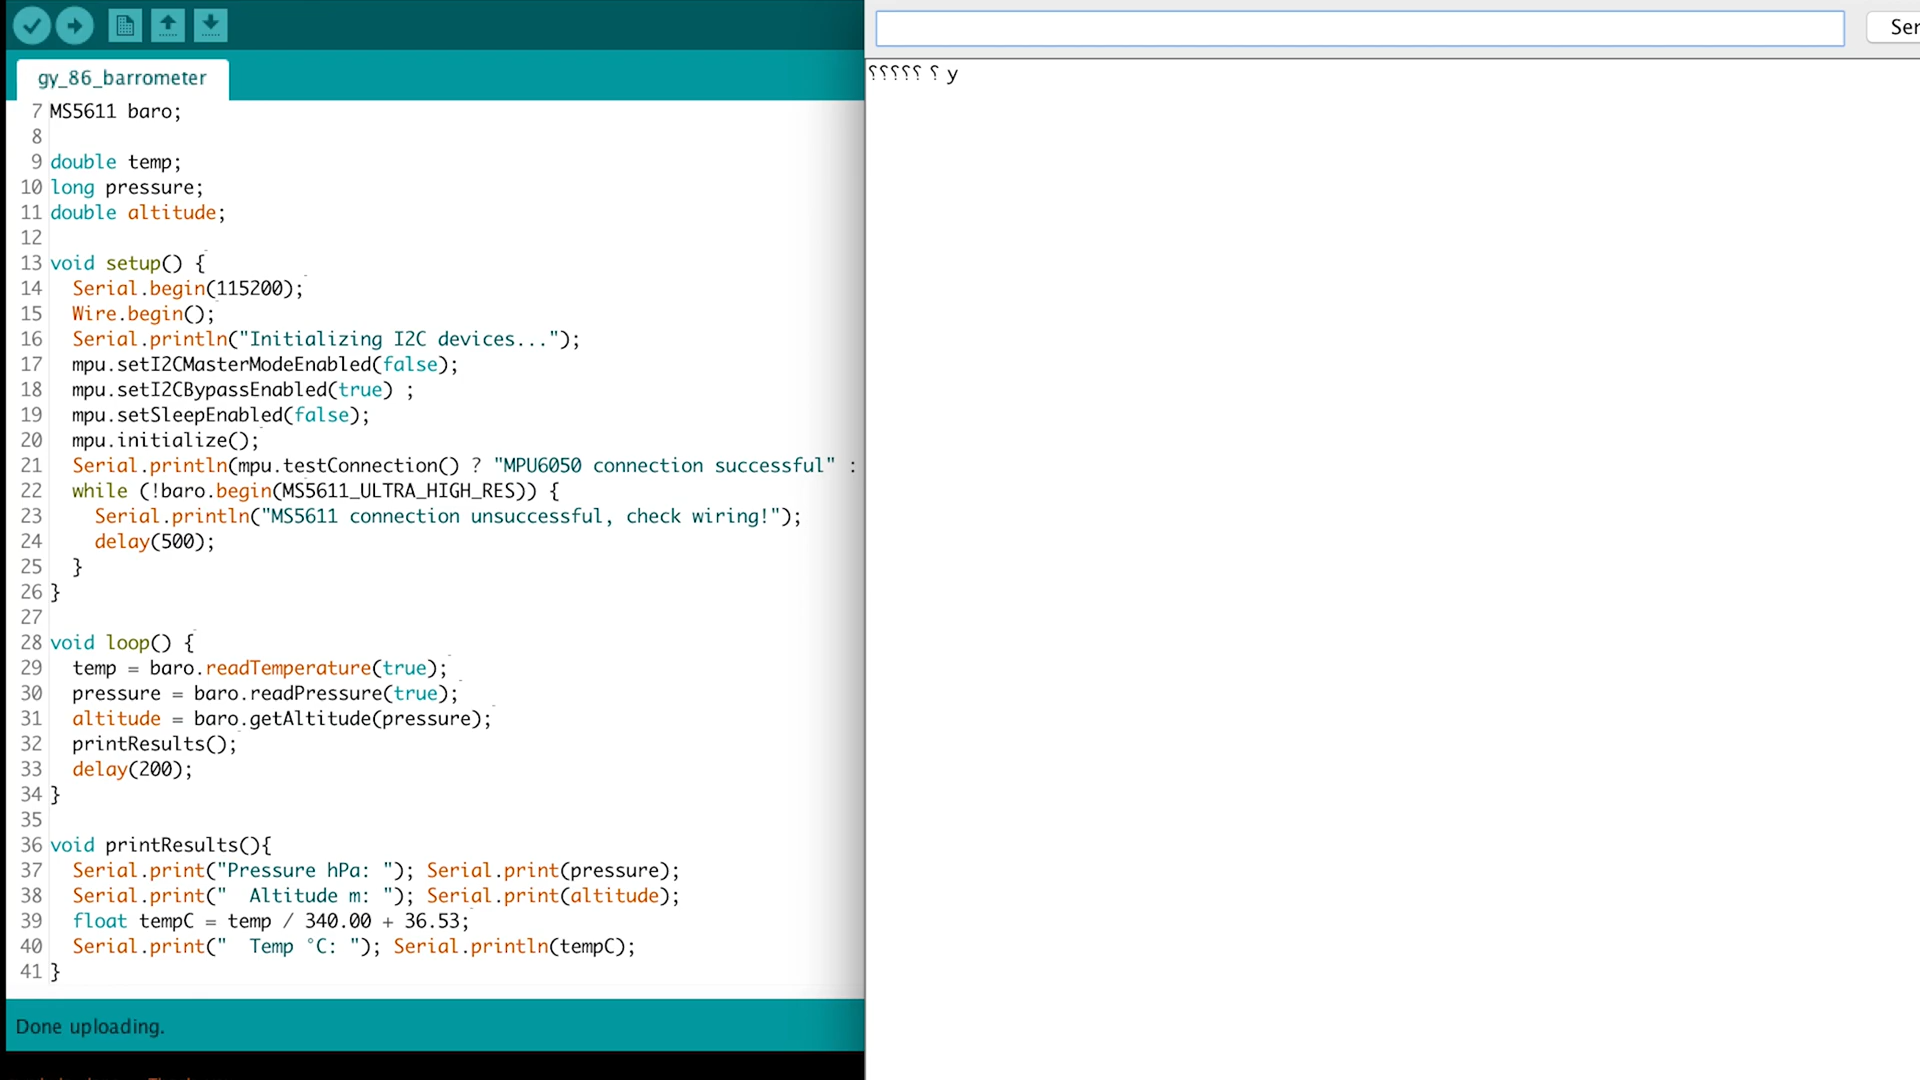 gy_86_barrometer
7 MS5611 baro;
8
9 double temp;
10 long pressure;
11 double altitude;
12
13 void setup() {
14 Serial.begin(115200);
15 Wire.begin();
16 Serial.println("Initializing I2C devices...");
17 mpu.setI2CMasterModeEnabled(false);
18 mpu.setI2CBypassEnabled(true) ;
19 mpu.setSleepEnabled(false);
20 mpu.initialize();
21 Serial.println(mpu.testConnection() ? "MPU6050 connection successful" :
22 while (!baro.begin(MS5611_ULTRA_HIGH_RES)) {
23 Serial.println("MS5611 connection unsuccessful, check wiring!");
24 delay(500);
25 }
26 }
27
28 void loop() {
29 temp = baro.readTemperature(true);
30 pressure = baro.readPressure(true);
31 altitude = baro.getAltitude(pressure);
32 printResults();
33 delay(200);
34 }
35
36 void printResults(){
37 Serial.print("Pressure hPa: "); Serial.print(pressure);
38 Serial.print("  Altitude m: "); Serial.print(altitude);
39 float tempC = temp / 340.00 + 36.53;
40 Serial.print("  Temp °C: "); Serial.println(tempC);
41 }
Done uploading.
⸮⸮⸮⸮⸮ ⸮ y